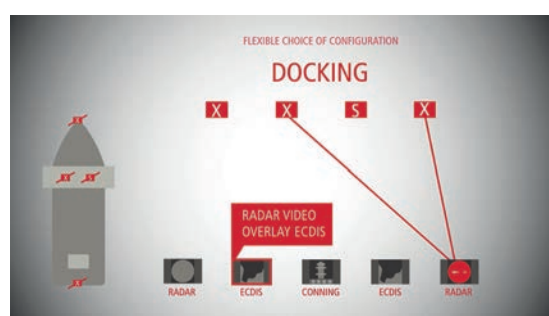 FLEXIBLE CHOICE OF CONFIGURATION
DOCKING
X X S X
RADAR VIDEO
OVERLAY ECDIS
RADAR ECDIS CONNING ECDIS RADAR